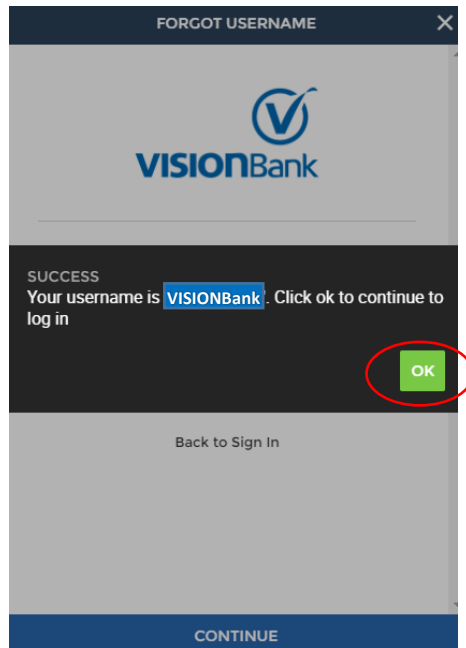 FORGOT USERNAME
VISIONBank
SUCCESS
Your username is VISIONBank'. Click ok to continue to
log in
OK
Back to Sign In
CONTINUE